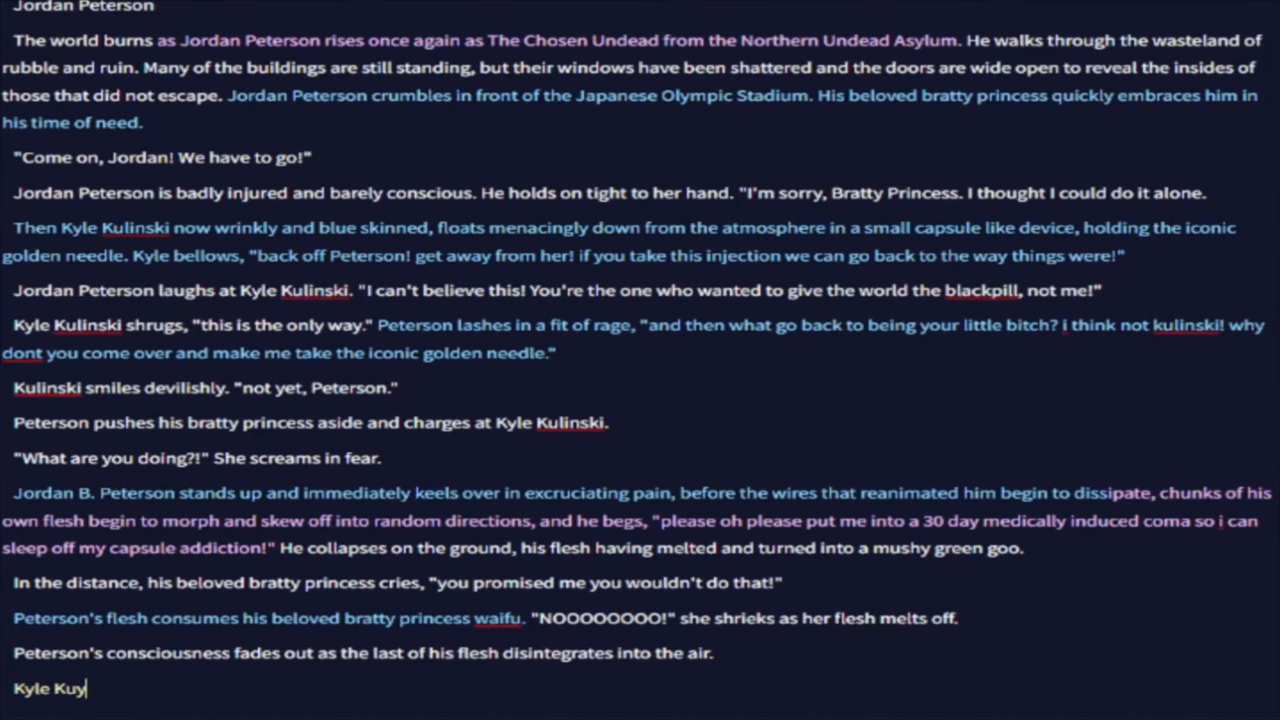 Jordan Peterson
The world burns as Jordan Peterson rises once again as The Chosen Undead from the Northern Undead Asylum. He walks through the wasteland of
rubble and ruin. Many of the buildings are still standing, but their windows have been shattered and the doors are wide open to reveal the insides of
those that did not escape. Jordan Peterson crumbles in front of the Japanese Olympic Stadium. His beloved bratty princess quickly embraces him in
his time of need.
"Come on, Jordan! We have to go!"
Jordan Peterson is badly injured and barely conscious. He holds on tight to her hand. "I'm sorry, Bratty Princess. I thought I could do it alone.
Then Kyle Kulinski now wrinkly and blue skinned, floats menacingly down from the atmosphere in a small capsule like device, holding the iconic
golden needle. Kyle bellows, "back off Peterson! get away from her! if you take this injection we can go back to the way things were!"
Jordan Peterson laughs at Kyle Kulinski. "I can't believe this! You're the one who wanted to give the world the blackpill, not me!"
Kyle Kulinski shrugs, "this is the only way." Peterson lashes in a fit of rage, "and then what go back to being your little bitch? i think not kulinski! why
dont you come over and make me take the iconic golden needle."
Kulinski smiles devilishly. "not yet, Peterson."
Peterson pushes his bratty princess aside and charges at Kyle Kulinski.
"What are you doing?!" She screams in fear.
Jordan B. Peterson stands up and immediately keels over in excruciating pain, before the wires that reanimated him begin to dissipate, chunks of his
own flesh begin to morph and skew off into random directions, and he begs, "please oh please put me into a 30 day medically induced coma so i can
sleep off my capsule addiction!" He collapses on the ground, his flesh having melted and turned into a mushy green goo.
In the distance, his beloved bratty princess cries, "you promised me you wouldn't do that!"
Peterson's flesh consumes his beloved bratty princess waifu. "NOOOOOOOO!" she shrieks as her flesh melts off.
Peterson's consciousness fades out as the last of his flesh disintegrates into the air.
Kyle Kuy